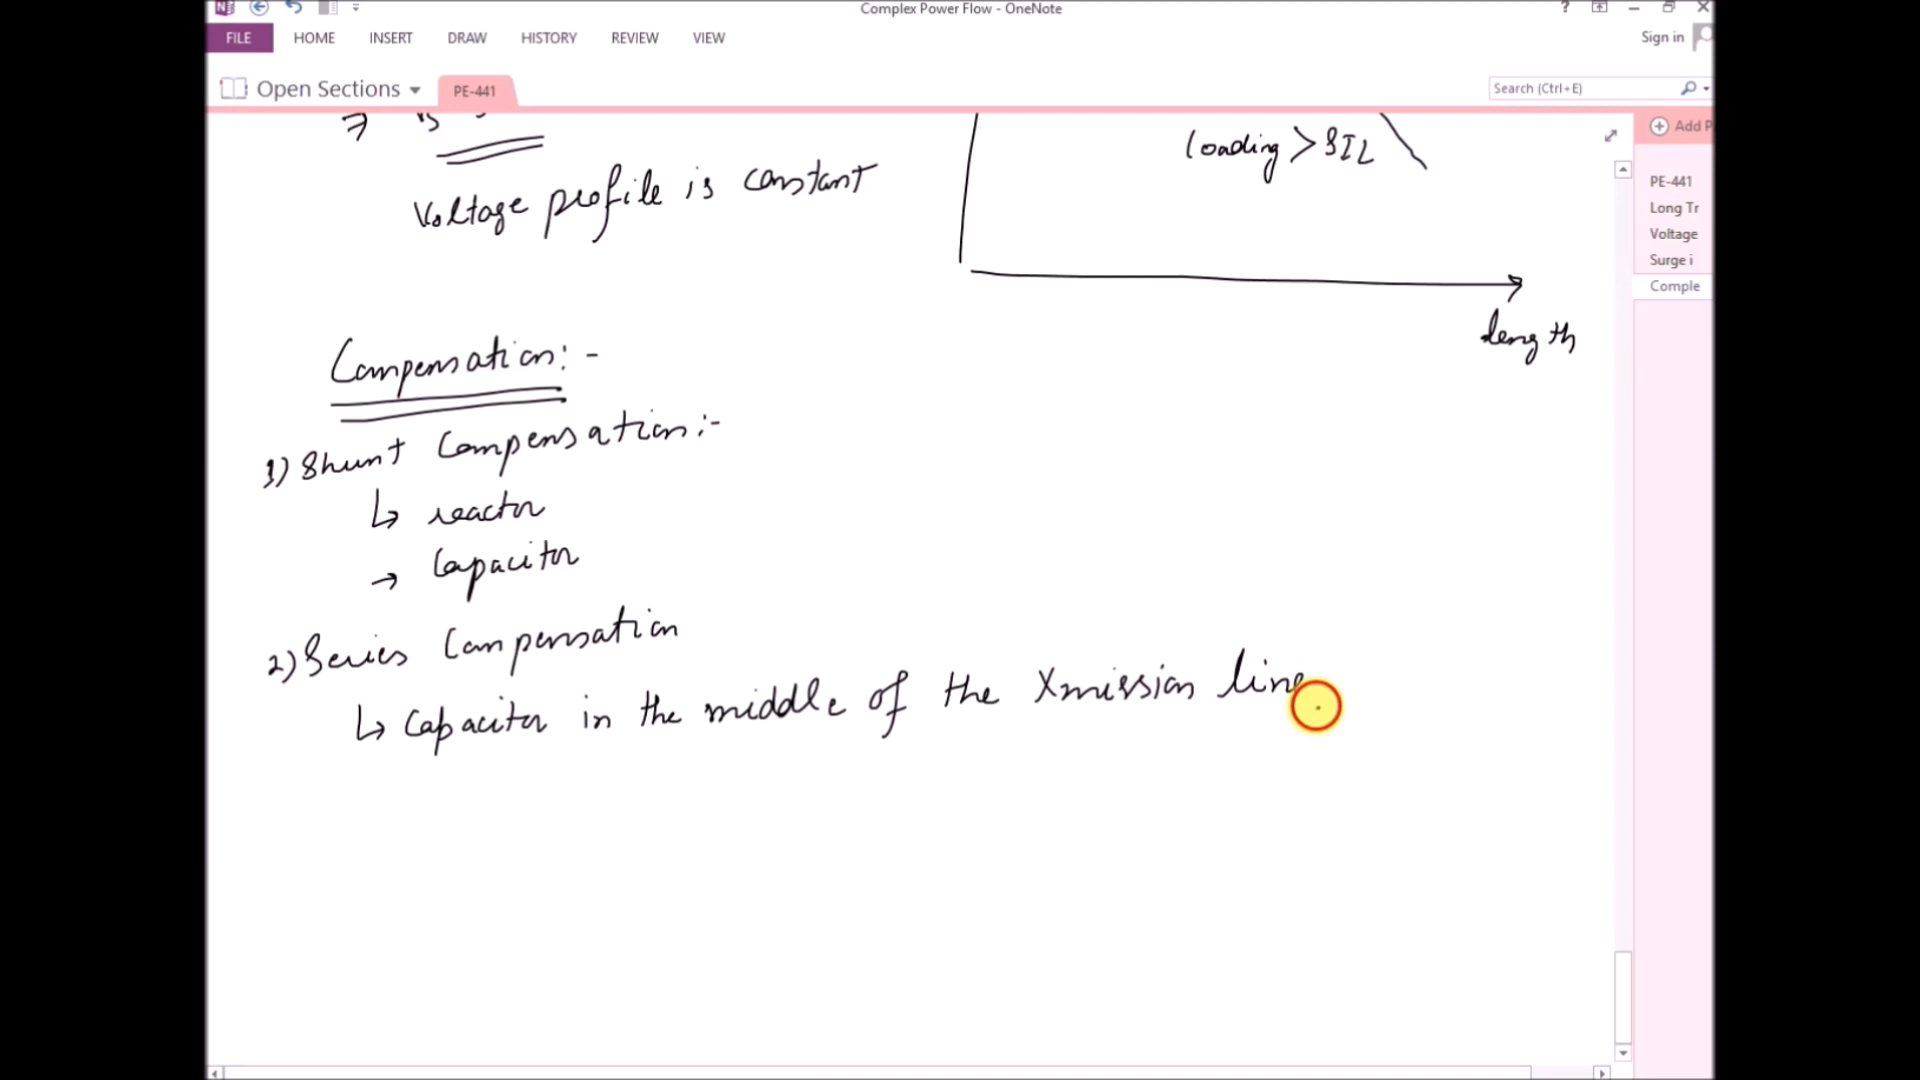 Complex Power Flow - OneNote
?
FILE HOME INSERT DRAW HISTORY REVIEW VIEW
Sign in
Open Sections PE-441
Search (Ctrl+E)
Add P
PE-441
Long Tr
Voltage
Surge i
Comple
loading > SIL
Voltage profile is constant
length
Compensation: -
1) Shunt Compensation:-
↳ reactor
→ Capacitor
2) Series Compensation
↳ Capacitor in the middle of the Xmission line